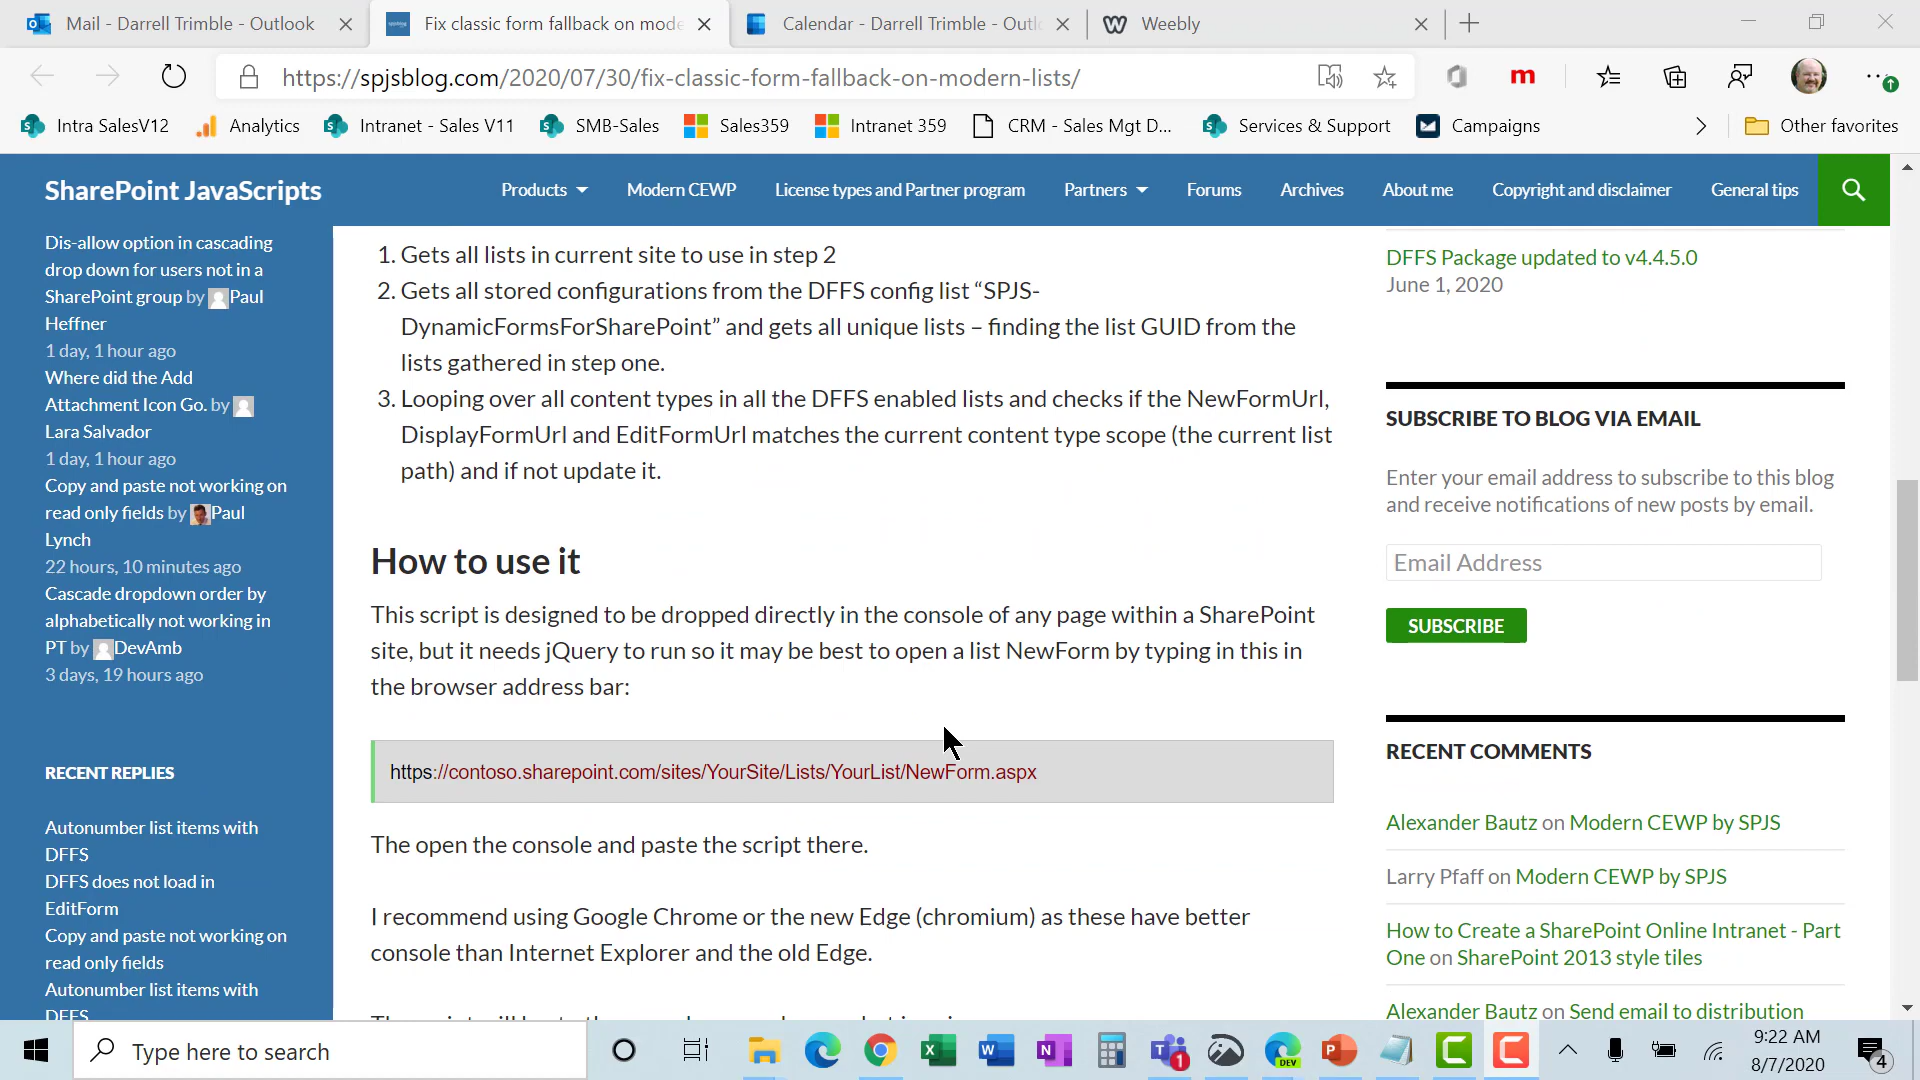 Mail - Darrell Trimble - Outlook
Fix classic form fallback on mode
Calendar - Darrell Trimble - Outl
Weebly
https://spjsblog.com/2020/07/30/fix-classic-form-fallback-on-modern-lists/
m
Intra SalesV12
Analytics
Intranet - Sales V11
SMB-Sales
Sales359
Intranet 359
CRM - Sales Mgt D...
Services & Support
Campaigns
Other favorites
SharePoint JavaScripts
Products
Modern CEWP
License types and Partner program
Partners
Forums
Archives
About me
Copyright and disclaimer
General tips
Dis-allow option in cascading
drop down for users not in a
SharePoint group by Paul
Heffner
1 day, 1 hour ago
Where did the Add
Attachment Icon Go. by
Lara Salvador
1 day, 1 hour ago
Copy and paste not working on
read only fields by Paul
Lynch
22 hours, 10 minutes ago
Cascade dropdown order by
alphabetically not working in
PT by DevAmb
3 days, 19 hours ago
RECENT REPLIES
Autonumber list items with
DFFS
DFFS does not load in
EditForm
Copy and paste not working on
read only fields
Autonumber list items with
DFFS
1. Gets all lists in current site to use in step 2
2. Gets all stored configurations from the DFFS config list “SPJS-
DynamicFormsForSharePoint” and gets all unique lists – finding the list GUID from the
lists gathered in step one.
3. Looping over all content types in all the DFFS enabled lists and checks if the NewFormUrl,
DisplayFormUrl and EditFormUrl matches the current content type scope (the current list
path) and if not update it.
How to use it
This script is designed to be dropped directly in the console of any page within a SharePoint
site, but it needs jQuery to run so it may be best to open a list NewForm by typing in this in
the browser address bar:
https://contoso.sharepoint.com/sites/YourSite/Lists/YourList/NewForm.aspx
The open the console and paste the script there.
I recommend using Google Chrome or the new Edge (chromium) as these have better
console than Internet Explorer and the old Edge.
DFFS Package updated to v4.4.5.0
June 1, 2020
SUBSCRIBE TO BLOG VIA EMAIL
Enter your email address to subscribe to this blog
and receive notifications of new posts by email.
Email Address
SUBSCRIBE
RECENT COMMENTS
Alexander Bautz on Modern CEWP by SPJS
Larry Pfaff on Modern CEWP by SPJS
How to Create a SharePoint Online Intranet - Part
One on SharePoint 2013 style tiles
Alexander Bautz on Send email to distribution
Type here to search
DEV
1
9:22 AM
8/7/2020
4